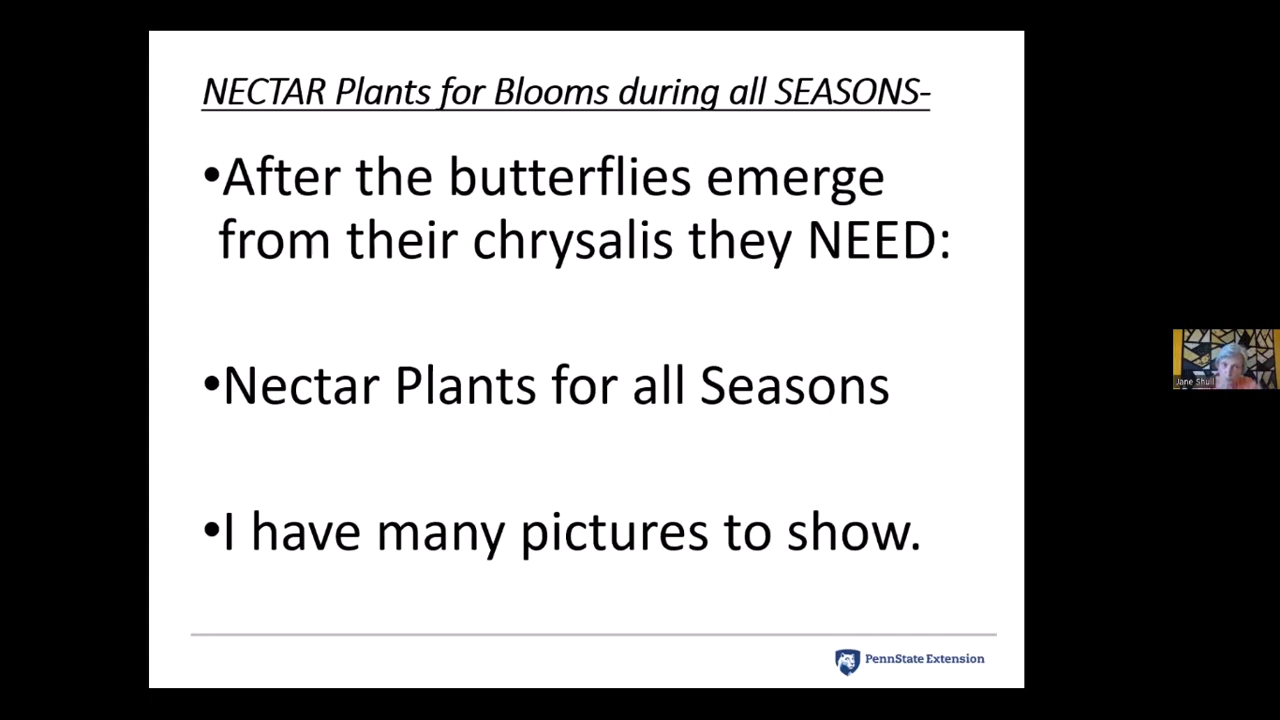 NECTAR Plants for Blooms during all SEASONS-
•After the butterflies emerge
from their chrysalis they NEED:
•Nectar Plants for all Seasons
•I have many pictures to show.
PennState Extension
Jane Shull